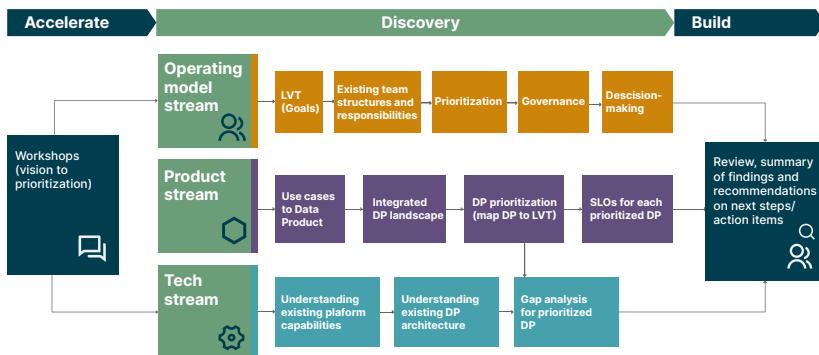 Accelerate
Discovery
Build
Workshops
(vision to
prioritization)
Operating
model
stream
LVT
(Goals)
Existing team
structures and
responsibilities
Prioritization
Governance
Descision-
making
Product
stream
Use cases
to Data
Product
Integrated
DP landscape
DP prioritization
(map DP to LVT)
SLOs for each
prioritized DP
Tech
stream
Understanding
existing plaform
capabilities
Understanding
existing DP
architecture
Gap analysis
for prioritized
DP
Review, summary
of findings and
recommendations
on next steps/
action items